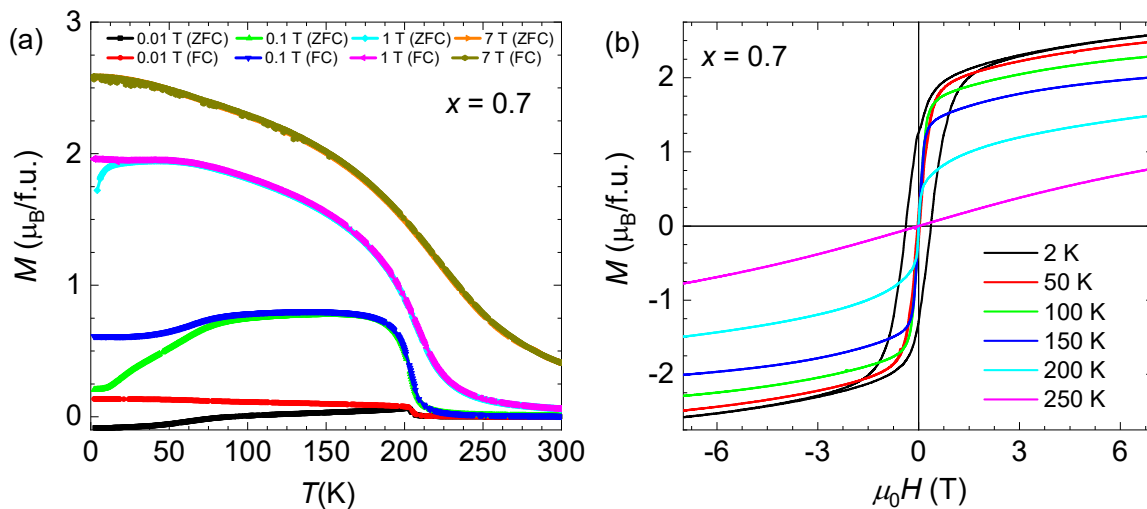 (a)
0.01 T (ZFC) 0.1 T (ZFC) 1 T (ZFC) 7 T (ZFC)
0.01 T (FC) 0.1 T (FC) 1 T (FC) 7 T (FC)
x = 0.7
M (μB/f.u.)
3
2
1
0
0 50 100 150 200 250 300
T(K)
(b)
x = 0.7
M (μB/f.u.)
2
1
0
-1
-2
2 K
50 K
100 K
150 K
200 K
250 K
-6 -3 0 3 6
μ0H (T)